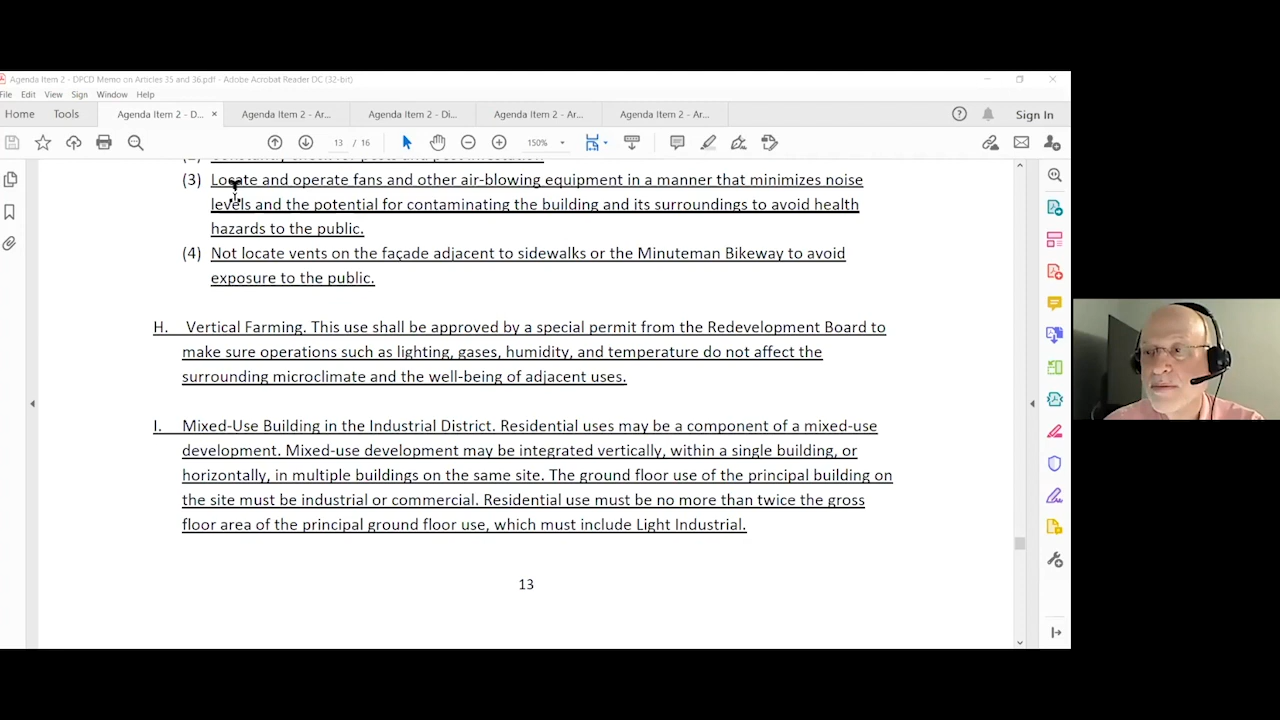 Agenda Item 2 - DPCD Memo on Articles 35 and 36.pdf - Adobe Acrobat Reader DC (32-bit)
File Edit View Sign Window Help
Home Tools Agenda Item 2 - D... × Agenda Item 2 - Ar... Agenda Item 2 - Di... Agenda Item 2 - Ar... Agenda Item 2 - Ar... Sign In
13 / 16 150%
(3) Locate and operate fans and other air-blowing equipment in a manner that minimizes noise
levels and the potential for contaminating the building and its surroundings to avoid health
hazards to the public.
(4) Not locate vents on the façade adjacent to sidewalks or the Minuteman Bikeway to avoid
exposure to the public.
H. Vertical Farming. This use shall be approved by a special permit from the Redevelopment Board to
make sure operations such as lighting, gases, humidity, and temperature do not affect the
surrounding microclimate and the well-being of adjacent uses.
I. Mixed-Use Building in the Industrial District. Residential uses may be a component of a mixed-use
development. Mixed-use development may be integrated vertically, within a single building, or
horizontally, in multiple buildings on the same site. The ground floor use of the principal building on
the site must be industrial or commercial. Residential use must be no more than twice the gross
floor area of the principal ground floor use, which must include Light Industrial.
13